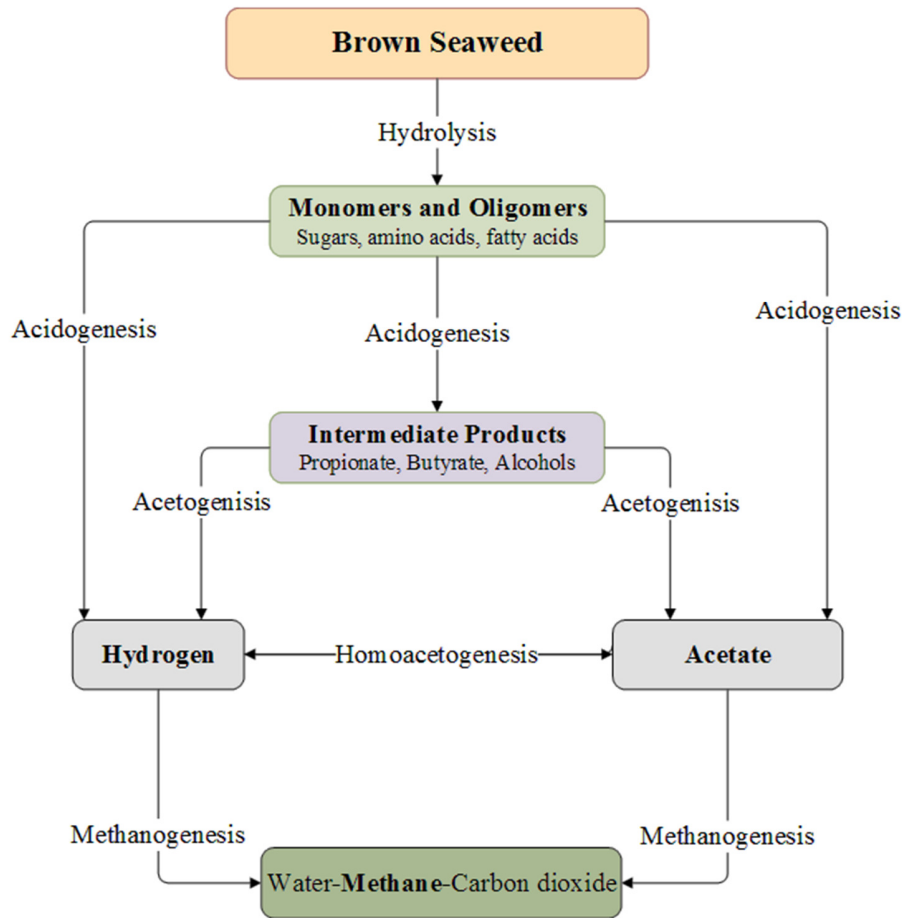 Brown Seaweed
Hydrolysis
Monomers and Oligomers
Sugars, amino acids, fatty acids
Acidogenesis
Acidogenesis
Acidogenesis
Intermediate Products
Propionate, Butyrate, Alcohols
Acetogenisis
Acetogenisis
Hydrogen
Homoacetogenesis
Acetate
Methanogenesis
Methanogenesis
Water-Methane-Carbon dioxide